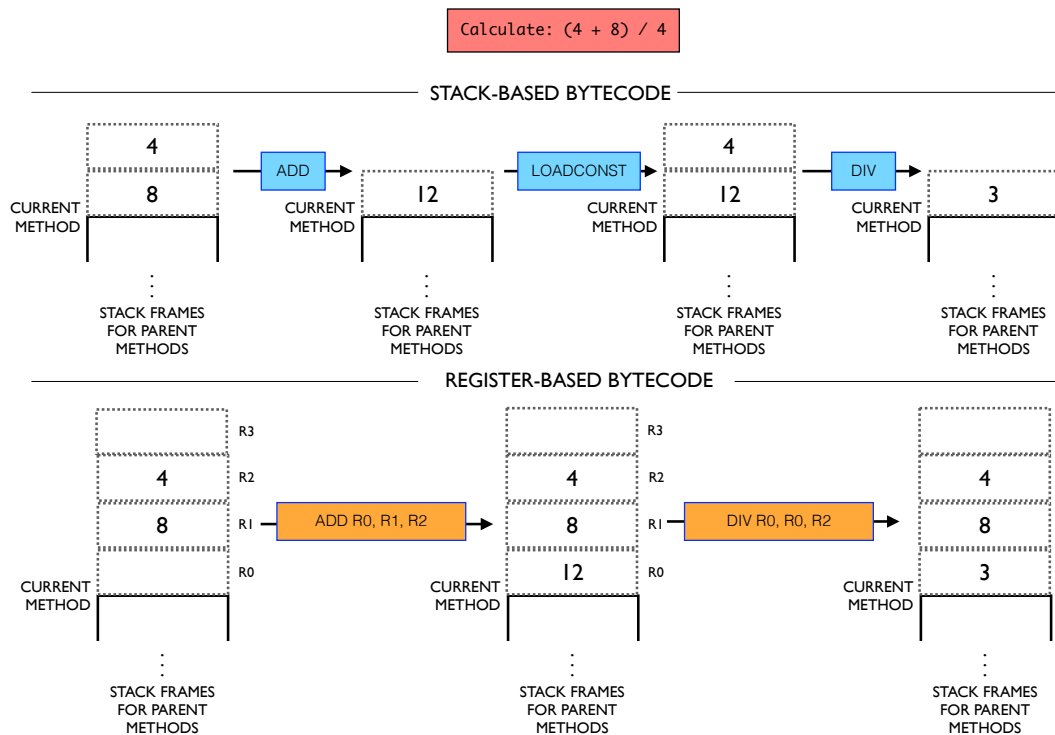 Calculate: (4 + 8) / 4
STACK-BASED BYTECODE
4
8
CURRENT
METHOD
STACK FRAMES
FOR PARENT
METHODS
ADD
12
CURRENT
METHOD
STACK FRAMES
FOR PARENT
METHODS
LOADCONST
4
12
CURRENT
METHOD
STACK FRAMES
FOR PARENT
METHODS
DIV
3
CURRENT
METHOD
STACK FRAMES
FOR PARENT
METHODS
REGISTER-BASED BYTECODE
R3
4 R2
8 R1
R0
CURRENT
METHOD
STACK FRAMES
FOR PARENT
METHODS
ADD R0, R1, R2
R3
4 R2
8 R1
12 R0
CURRENT
METHOD
STACK FRAMES
FOR PARENT
METHODS
DIV R0, R0, R2
4
8
3
CURRENT
METHOD
STACK FRAMES
FOR PARENT
METHODS